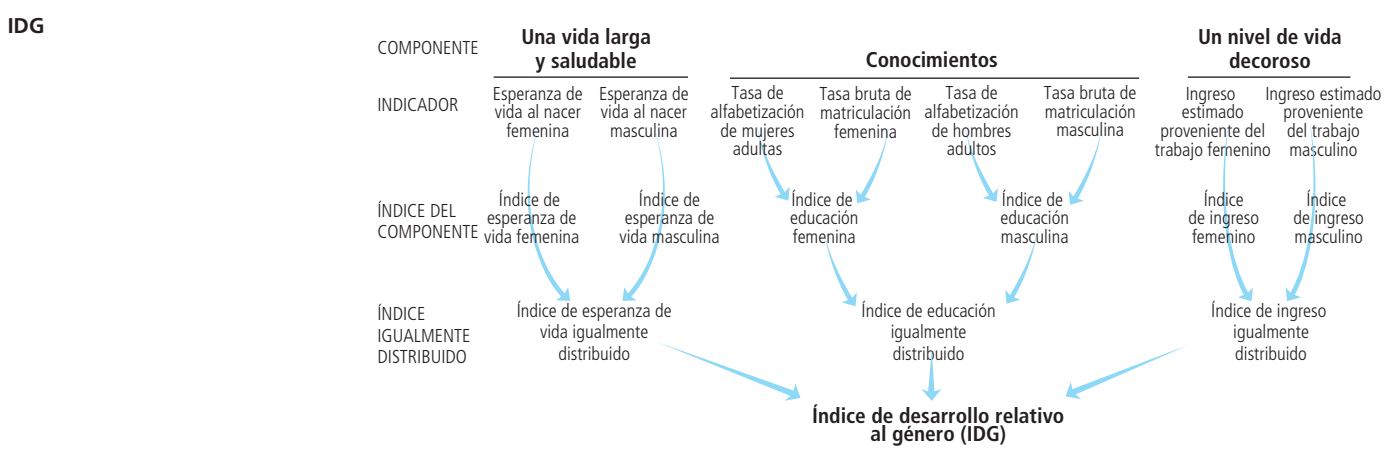 IDG
COMPONENTE
Una vida larga
y saludable
Conocimientos
Un nivel de vida
decoroso
INDICADOR
Esperanza de
vida al nacer
femenina
Esperanza de
vida al nacer
masculina
Tasa de
alfabetización
de mujeres
adultas
Tasa bruta de
matriculación
femenina
Tasa de
alfabetización
de hombres
adultos
Tasa bruta de
matriculación
masculina
Ingreso
estimado
proveniente del
trabajo femenino
Ingreso estimado
proveniente
del trabajo
masculino
ÍNDICE DEL
COMPONENTE
Índice de
esperanza de
vida femenina
Índice de
esperanza de
vida masculina
Índice de
educación
femenina
Índice de
educación
masculina
Índice
de ingreso
femenino
Índice
de ingreso
masculino
ÍNDICE
IGUALMENTE
DISTRIBUIDO
Índice de esperanza de
vida igualmente
distribuido
Índice de educación
igualmente
distribuido
Índice de ingreso
igualmente
distribuido
Índice de desarrollo relativo
al género (IDG)